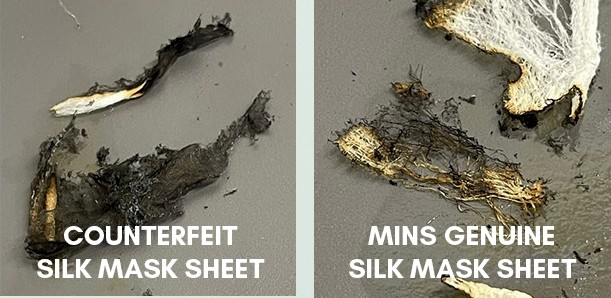 COUNTERFEIT
SILK MASK SHEET
MINS GENUINE
SILK MASK SHEET